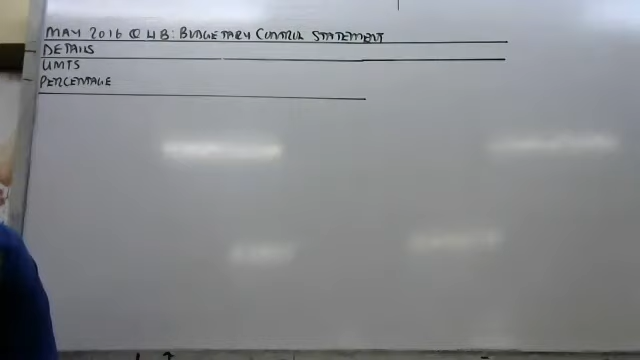 MAY 2016 Q 4B: BUDGETARY CONTROL STATEMENT
DETAILS
UNITS
PERCENTAGE